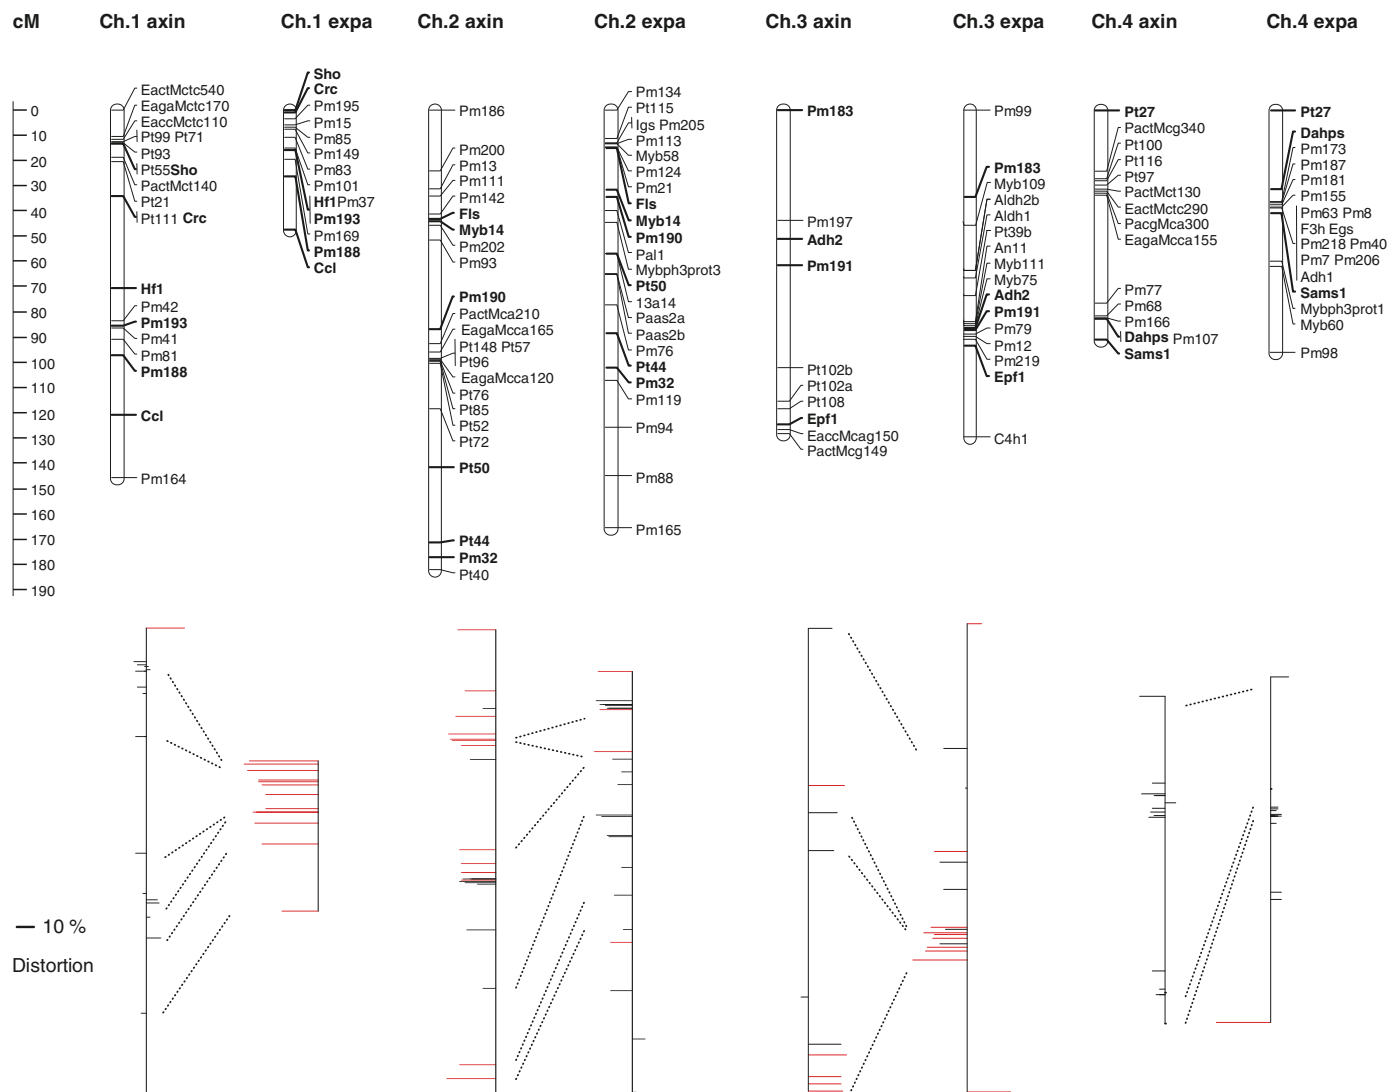 cM
Ch.1 axin
Ch.1 expa
Ch.2 axin
Ch.2 expa
Ch.3 axin
Ch.3 expa
Ch.4 axin
Ch.4 expa
0
10
20
30
40
50
60
70
80
90
100
110
120
130
140
150
160
170
180
190
EactMctc540
EagaMctc170
EaccMctc110
Pt99 Pt71
Pt93
Pt55Sho
PactMct140
Pt21
Pt111 Crc
Hf1
Pm42
Pm193
Pm41
Pm81
Pm188
Ccl
Pm164
Sho
Crc
Pm195
Pm15
Pm85
Pm149
Pm83
Pm101
Hf1Pm37
Pm193
Pm169
Pm188
Ccl
Pm186
Pm200
Pm13
Pm111
Pm142
Fls
Myb14
Pm202
Pm93
Pm190
PactMca210
EagaMcca165
Pt148 Pt57
Pt96
EagaMcca120
Pt76
Pt85
Pt52
Pt72
Pt50
Pt44
Pm32
Pt40
Pm134
Pt115
Igs Pm205
Pm113
Myb58
Pm124
Pm21
Fls
Myb14
Pm190
Pal1
Mybph3prot3
Pt50
13a14
Paas2a
Paas2b
Pm76
Pt44
Pm32
Pm119
Pm94
Pm88
Pm165
Pm183
Pm197
Adh2
Pm191
Pt102b
Pt102a
Pt108
Epf1
EaccMcag150
PactMcg149
Pm99
Pm183
Myb109
Aldh2b
Aldh1
Pt39b
An11
Myb111
Myb75
Adh2
Pm191
Pm79
Pm12
Pm219
Epf1
C4h1
Pt27
PactMcg340
Pt100
Pt116
Pt97
PactMct130
EactMctc290
PacgMca300
EagaMcca155
Pm77
Pm68
Pm166
Dahps Pm107
Sams1
Pt27
Dahps
Pm173
Pm187
Pm181
Pm155
Pm63 Pm8
F3h Egs
Pm218 Pm40
Pm7 Pm206
Adh1
Sams1
Mybph3prot1
Myb60
Pm98
10 %
Distortion